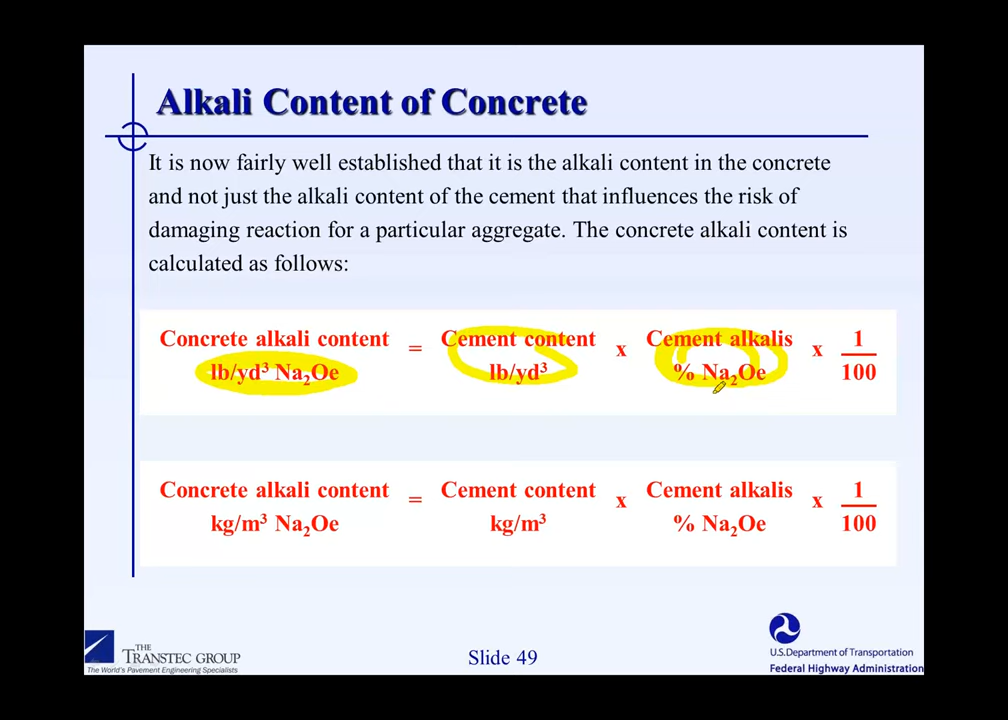 Alkali Content of Concrete
It is now fairly well established that it is the alkali content in the concrete
and not just the alkali content of the cement that influences the risk of
damaging reaction for a particular aggregate. The concrete alkali content is
calculated as follows:
Concrete alkali content = Cement content x Cement alkalis x 1
lb/yd³ Na₂Oe lb/yd³ % Na₂Oe 100
Concrete alkali content = Cement content x Cement alkalis x 1
kg/m³ Na₂Oe kg/m³ % Na₂Oe 100
THE
TRANSTEC GROUP
The World's Pavement Engineering Specialists
Slide 49
U.S.Department of Transportation
Federal Highway Administration